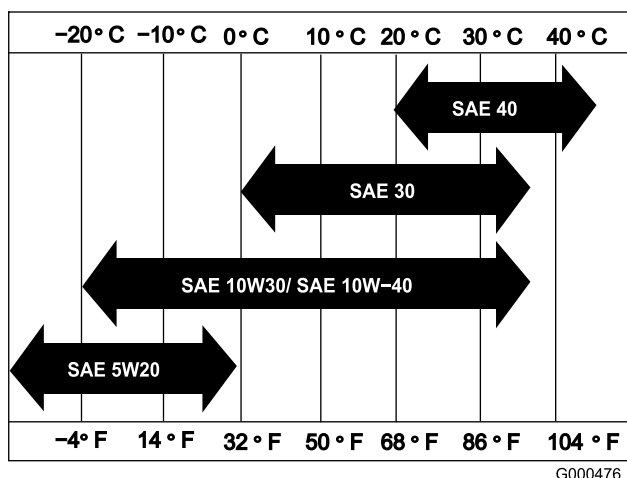 −20° C −10° C 0° C 10° C 20° C 30° C 40° C
SAE 40
SAE 30
SAE 10W30/ SAE 10W−40
SAE 5W20
−4° F 14° F 32° F 50° F 68° F 86° F 104 ° F
G000476